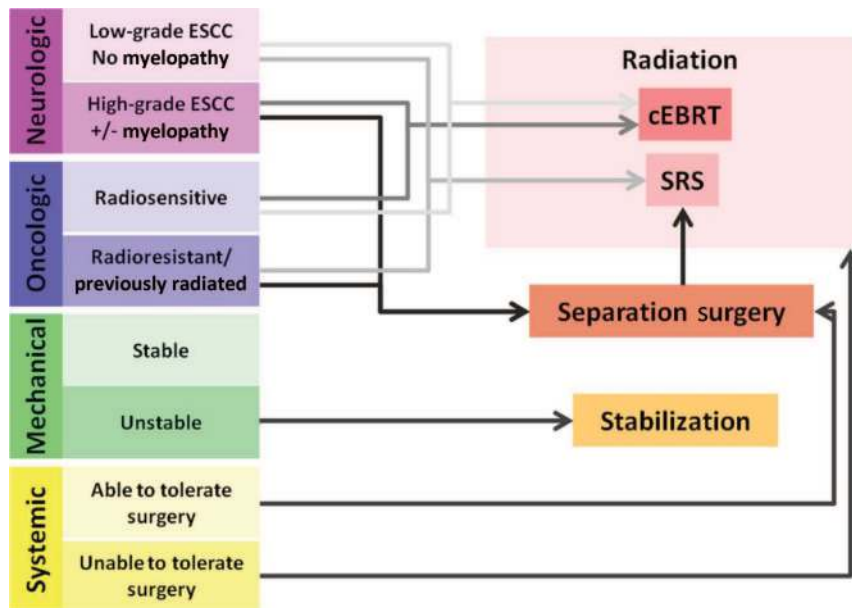 Neurologic
Low-grade ESCC
No myelopathy
High-grade ESCC
+/- myelopathy
Oncologic
Radiosensitive
Radioresistant/
previously radiated
Mechanical
Stable
Unstable
Systemic
Able to tolerate
surgery
Unable to tolerate
surgery
Radiation
cEBRT
SRS
Separation surgery
Stabilization